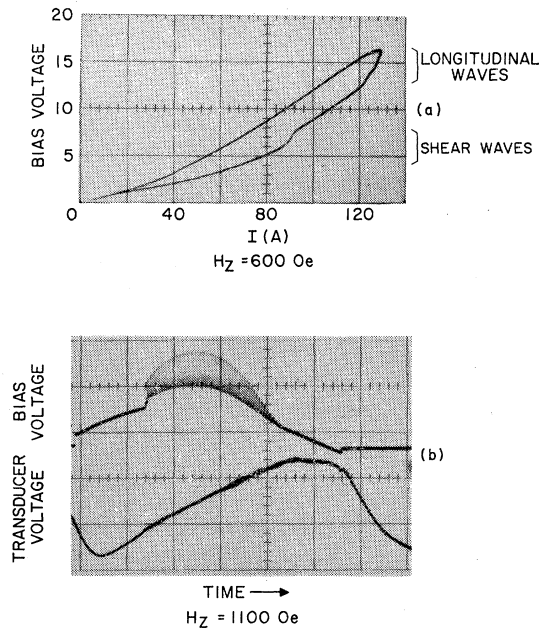 20
15
10
5
BIAS VOLTAGE
LONGITUDINAL
WAVES
(a)
SHEAR WAVES
0 40 80 120
I (A)
HZ = 600 Oe
BIAS
VOLTAGE
TRANSDUCER
VOLTAGE
(b)
TIME →
HZ = 1100 Oe